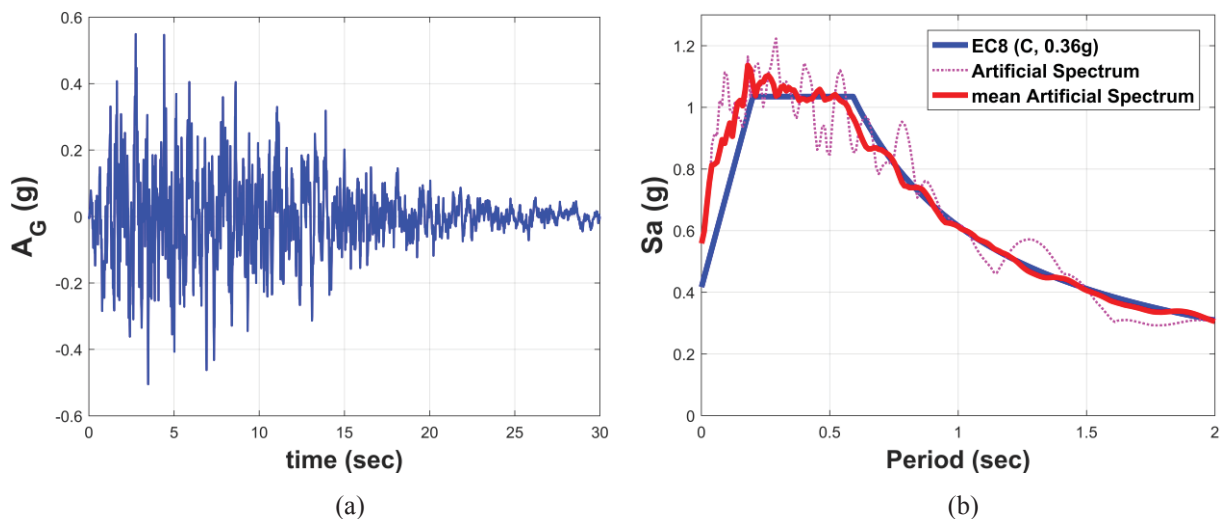 0.6
0.4
0.2
0
-0.2
-0.4
-0.6
A_G (g)
0 5 10 15 20 25 30
time (sec)
(a)
1.2
1
0.8
0.6
0.4
0.2
0
Sa (g)
EC8 (C, 0.36g)
Artificial Spectrum
mean Artificial Spectrum
0 0.5 1 1.5 2
Period (sec)
(b)